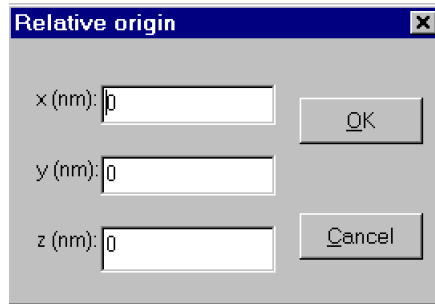 Relative origin
x (nm): 0
OK
y (nm): 0
z (nm): 0
Cancel